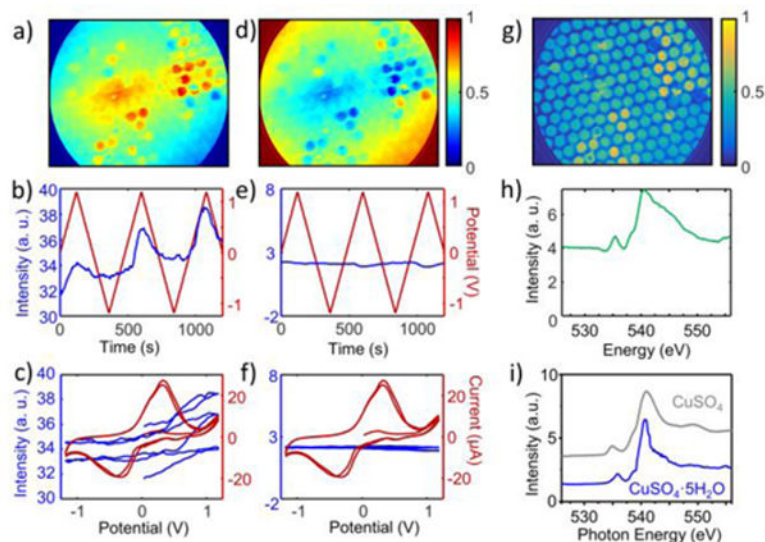 a)
d)
g)
1
0.5
0
1
0.5
0
b)
40
38
36
34
32
30
Intensity (a. u.)
1
0
-1
0
500
1000
Time (s)
e)
8
3
-2
1
0
-1
Potential (V)
0
500
1000
Time (s)
h)
6
4
2
0
Intensity (a. u.)
530
540
550
Energy (eV)
c)
40
38
36
34
32
30
Intensity (a. u.)
20
0
-20
-1
0
1
Potential (V)
f)
8
3
-2
20
0
-20
Current (µA)
-1
0
1
Potential (V)
i)
10
5
0
Intensity (a.u.)
CuSO4
CuSO4·5H2O
530
540
550
Photon Energy (eV)